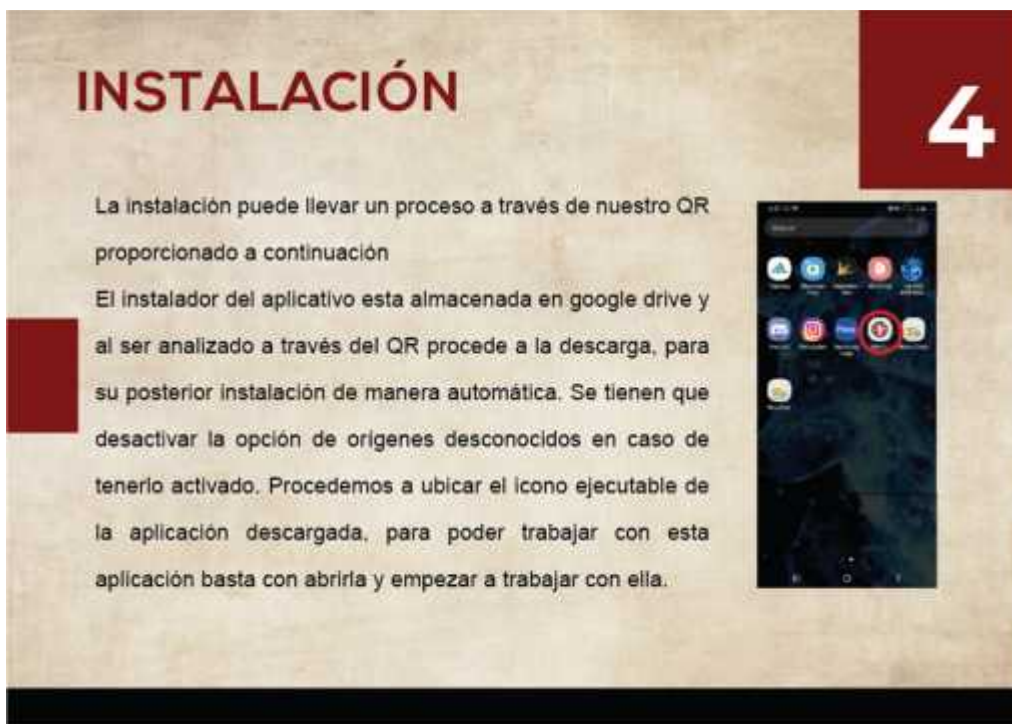 INSTALACIÓN
4
La instalación puede llevar un proceso a través de nuestro QR
proporcionado a continuación
El instalador del aplicativo esta almacenada en google drive y
al ser analizado a través del QR procede a la descarga, para
su posterior instalación de manera automática. Se tienen que
desactivar la opción de orígenes desconocidos en caso de
tenerlo activado. Procedemos a ubicar el icono ejecutable de
la aplicación descargada, para poder trabajar con esta
aplicación basta con abrirla y empezar a trabajar con ella.